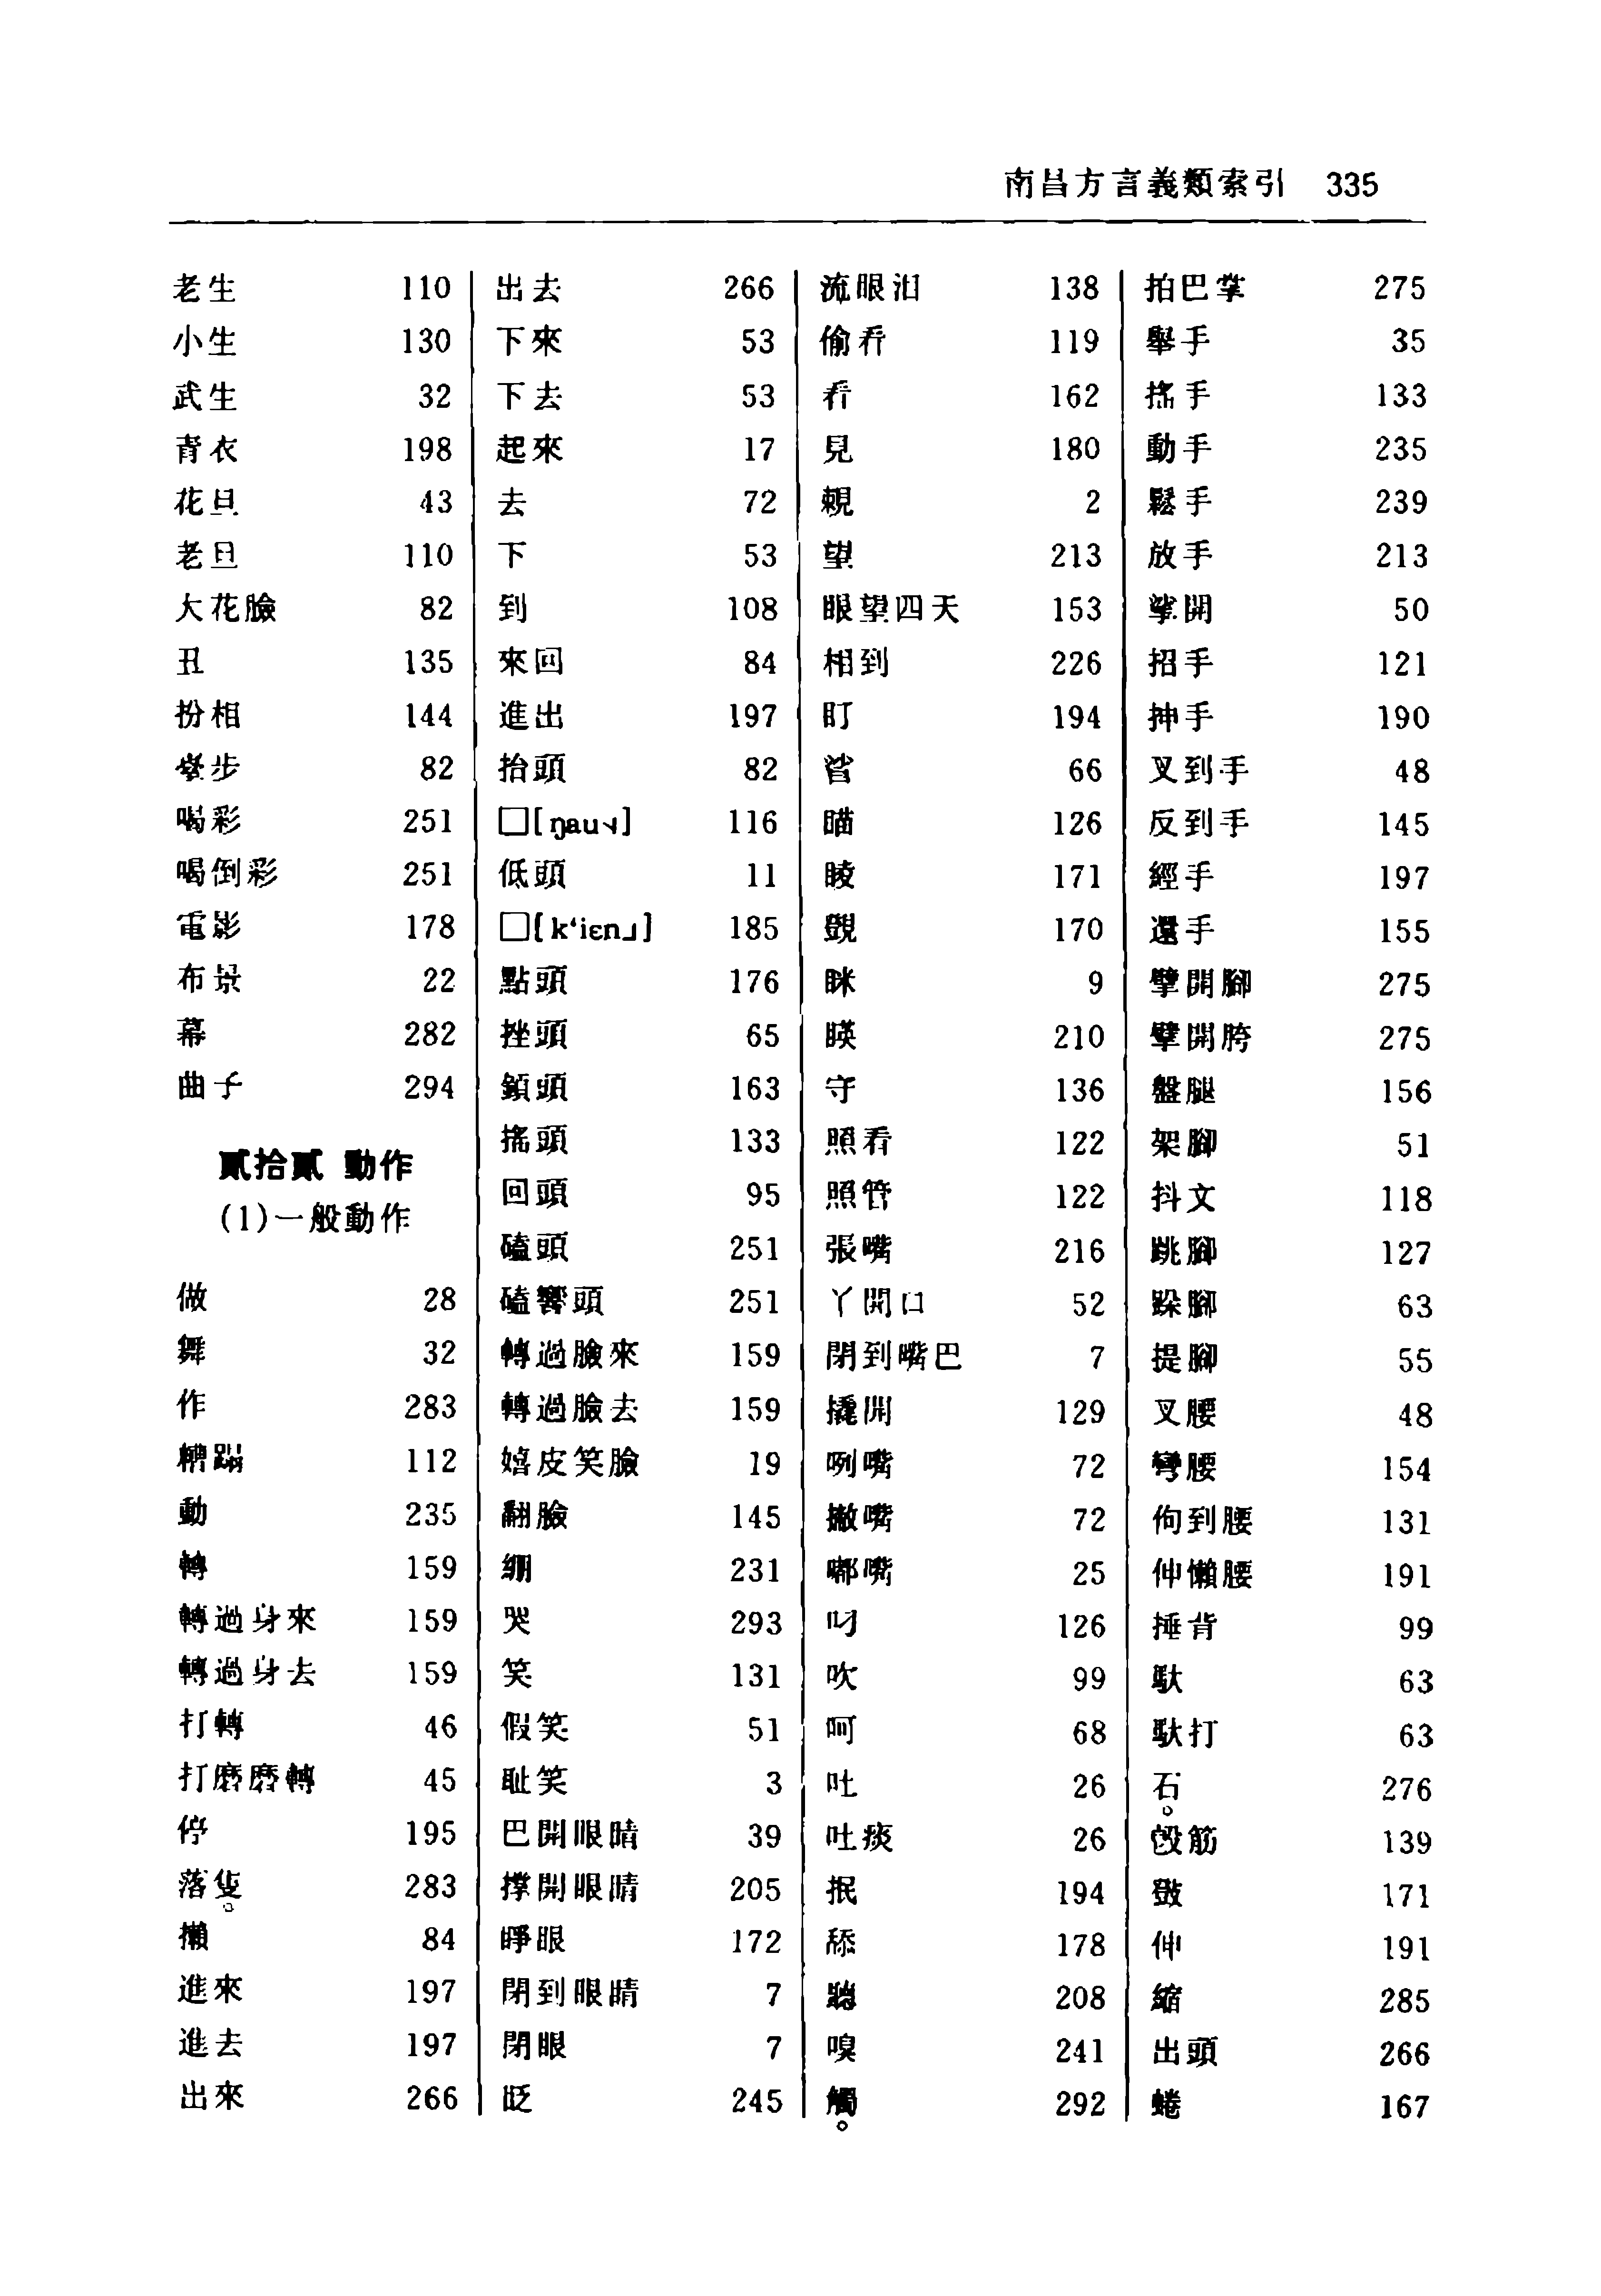 南昌方言義類索引 335
老生 110
小生 130
武生 32
青衣 198
花旦 43
老旦 110
大花臉 82
丑 135
扮相 144
臺步 82
喝彩 251
喝倒彩 251
電影 178
布景 22
幕 282
曲子 294
貳拾貳 動作
(1)一般動作
做 28
舞 32
作 283
糟蹋 112
動 235
轉 159
轉過身來 159
轉過身去 159
打轉 46
打磨磨轉 45
停 195
落隻 283
攋 84
進來 197
進去 197
出來 266
出去 266
下來 53
下去 53
起來 17
去 72
下 53
到 108
來回 84
進出 197
抬頭 82
□[ŋau˧˥] 116
低頭 11
□[k‘iɛn˩] 185
點頭 176
挫頭 65
頭 163
搖頭 133
回頭 95
磕頭 251
磕響頭 251
轉過臉來 159
轉過臉去 159
嬉皮笑臉 19
翻臉 145
繃 231
哭 293
笑 131
假笑 51
耻笑 3
巴開眼睛 39
撐開眼睛 205
睜眼 172
閉到眼睛 7
閉眼 7
眨 245
流眼泪 138
偷看 119
看 162
見 180
覞 2
望 213
眼望四天 153
相到 226
盯 194
眚 66
瞄 126
睖 171
覴 170
眯 9
瞙 210
守 136
照看 122
照管 122
張嘴 216
丫開口 52
閉到嘴巴 7
撬開 129
咧嘴 72
撇嘴 72
嘟嘴 25
叼 126
吹 99
呵 68
吐 26
吐痰 26
抿 194
舔 178
聽 208
嗅 241
觸 292
拍巴掌 275
舉手 35
搖手 133
動手 235
鬆手 239
放手 213
挲開 50
招手 121
抻手 190
叉到手 48
反到手 145
經手 197
還手 155
擘開腳 275
擘開胯 275
盤腿 156
架腳 51
抖文 118
跳腳 127
跺腳 63
提腳 55
叉腰 48
彎腰 154
佝到腰 131
伸懶腰 191
捶背 99
馱 63
馱打 63
石 276
筋 139
蹬 171
伸 191
縮 285
出頭 266
蜷 167